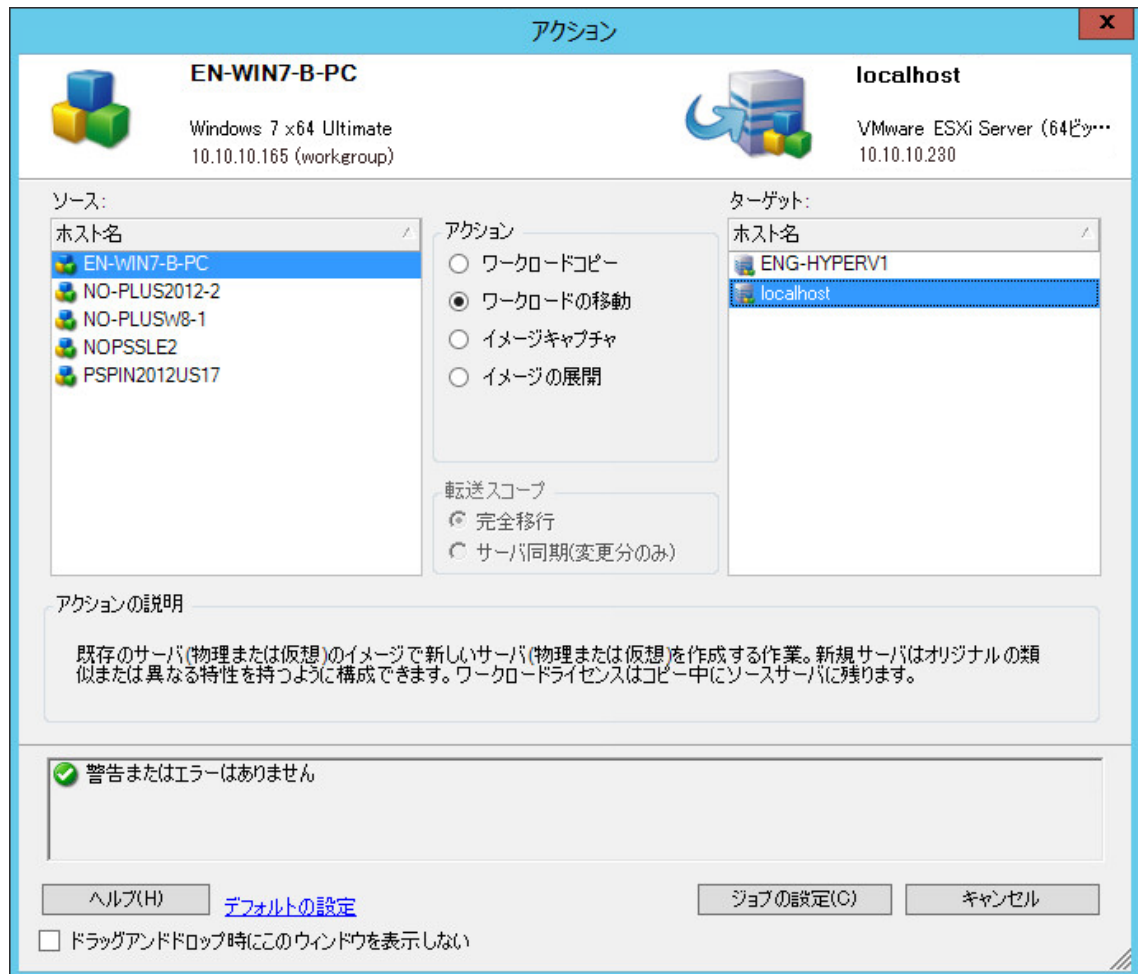 アクション
x
EN-WIN7-B-PC
Windows 7 x64 Ultimate
10.10.10.165 (workgroup)
localhost
VMware ESXi Server (64ビッ…
10.10.10.230
ソース:
ホスト名
EN-WIN7-B-PC
NO-PLUS2012-2
NO-PLUSW8-1
NOPSSLE2
PSPIN2012US17
アクション
ワークロードコピー
ワークロードの移動
イメージキャプチャ
イメージの展開
転送スコープ
完全移行
サーバ同期(変更分のみ)
ターゲット:
ホスト名
ENG-HYPERV1
localhost
アクションの説明
既存のサーバ(物理または仮想)のイメージで新しいサーバ(物理または仮想)を作成する作業。新規サーバはオリジナルの類
似または異なる特性を持つように構成できます。ワークロードライセンスはコピー中にソースサーバに残ります。
警告またはエラーはありません
ヘルプ(H)
デフォルトの設定
ジョブの設定(C)
キャンセル
ドラッグアンドドロップ時にこのウィンドウを表示しない